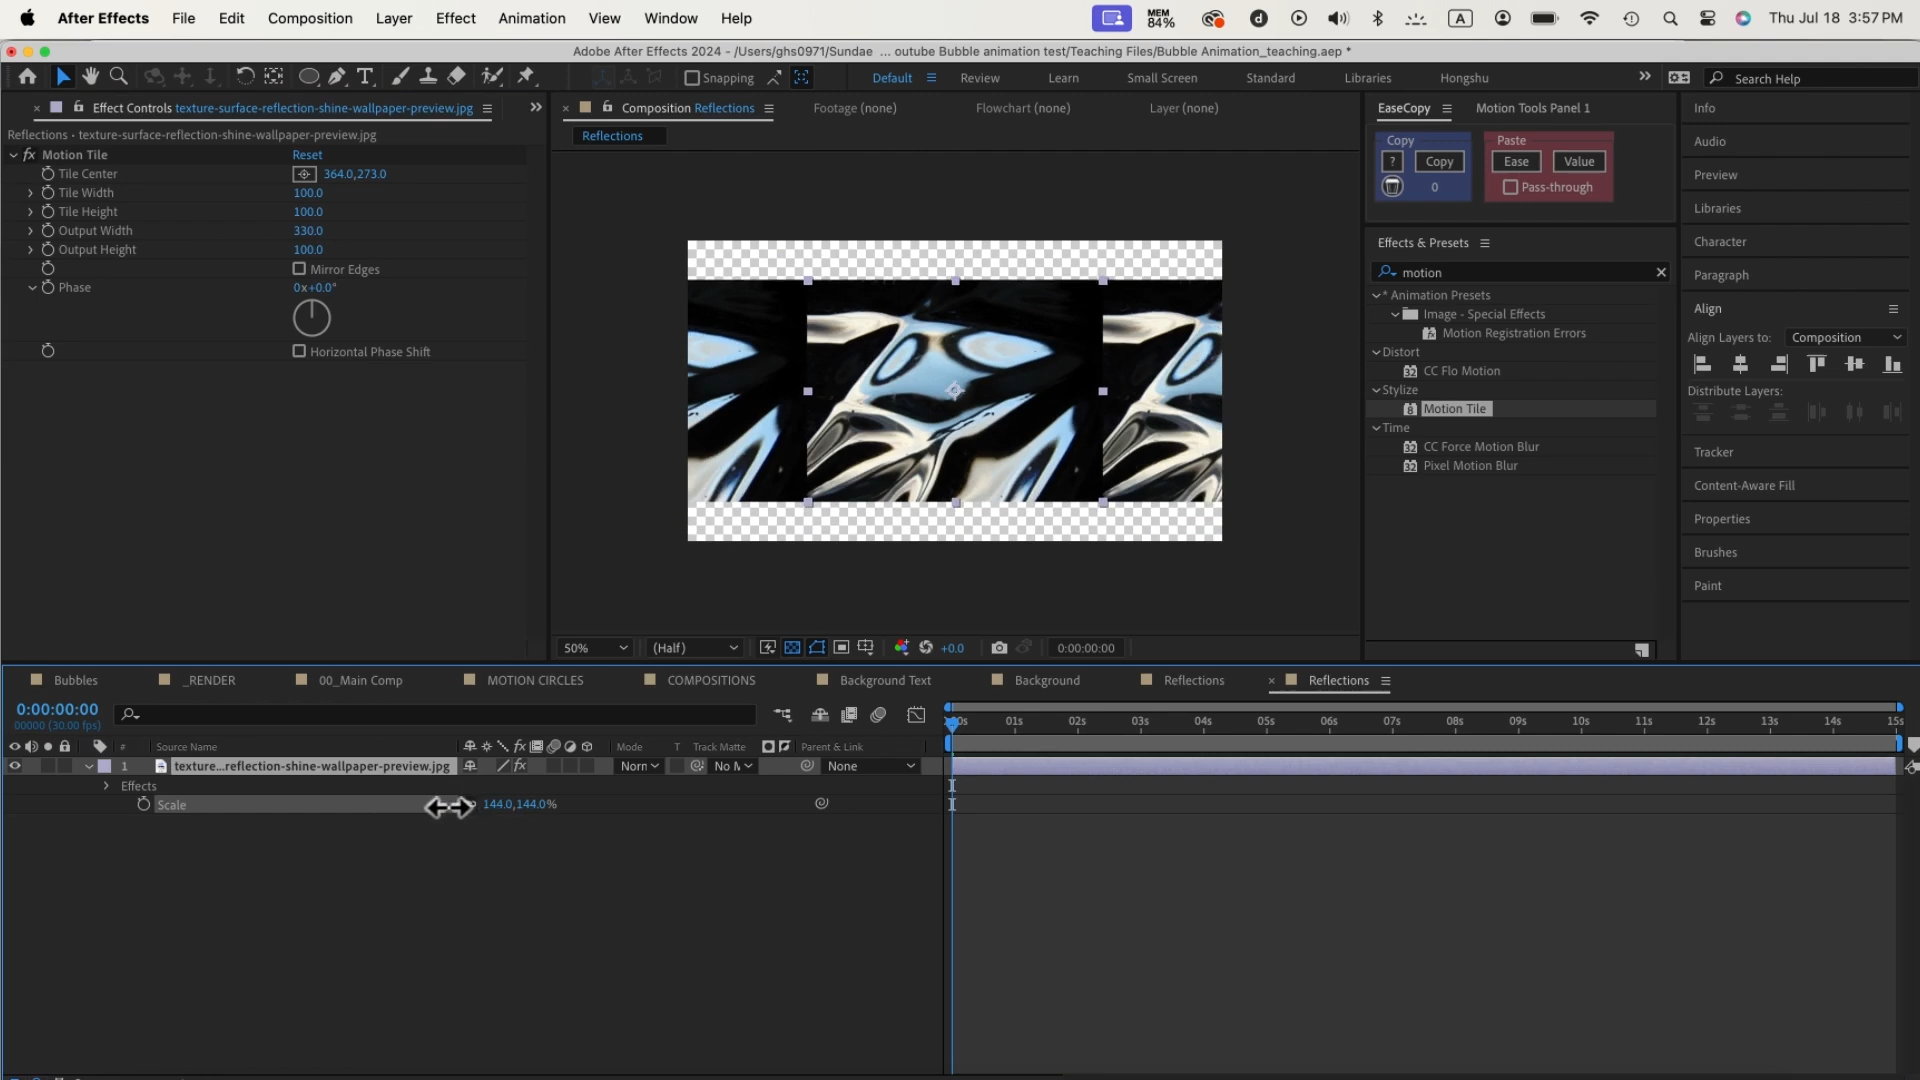 After Effects File Edit Composition Layer Effect Animation View Window Help MEM 84% A Thu Jul 18 3:57 PM
Adobe After Effects 2024 - /Users/ghs0971/Sundae ... outube Bubble animation test/Teaching Files/Bubble Animation_teaching.aep *
T Snapping Default Review Learn Small Screen Standard Libraries Hongshu Search Help
Effect Controls texture-surface-reflection-shine-wallpaper-preview.jpg
Reflections • texture-surface-reflection-shine-wallpaper-preview.jpg
fx Motion Tile Reset
Tile Center 364.0,273.0
Tile Width 100.0
Tile Height 100.0
Output Width 330.0
Output Height 100.0
Mirror Edges
Phase 0x+0.0°
Horizontal Phase Shift
Composition Reflections Footage (none) Flowchart (none) Layer (none)
Reflections
50% (Half) +0.0 0:00:00:00
EaseCopy Motion Tools Panel 1
Copy Paste
? Copy Ease Value
0 Pass-through
Effects & Presets
motion
* Animation Presets
Image - Special Effects
Motion Registration Errors
Distort
32 CC Flo Motion
Stylize
8 Motion Tile
Time
32 CC Force Motion Blur
32 Pixel Motion Blur
Info
Audio
Preview
Libraries
Character
Paragraph
Align
Align Layers to: Composition
Distribute Layers:
Tracker
Content-Aware Fill
Properties
Brushes
Paint
Bubbles _RENDER 00_Main Comp MOTION CIRCLES COMPOSITIONS Background Text Background Reflections Reflections
0:00:00:00
00000 (30.00 fps)
01s 02s 03s 04s 05s 06s 07s 08s 09s 10s 11s 12s 13s 14s 15s
# Source Name fx Mode T Track Matte Parent & Link
1 texture...reflection-shine-wallpaper-preview.jpg fx Norn No M None
Effects
Scale 144.0,144.0%